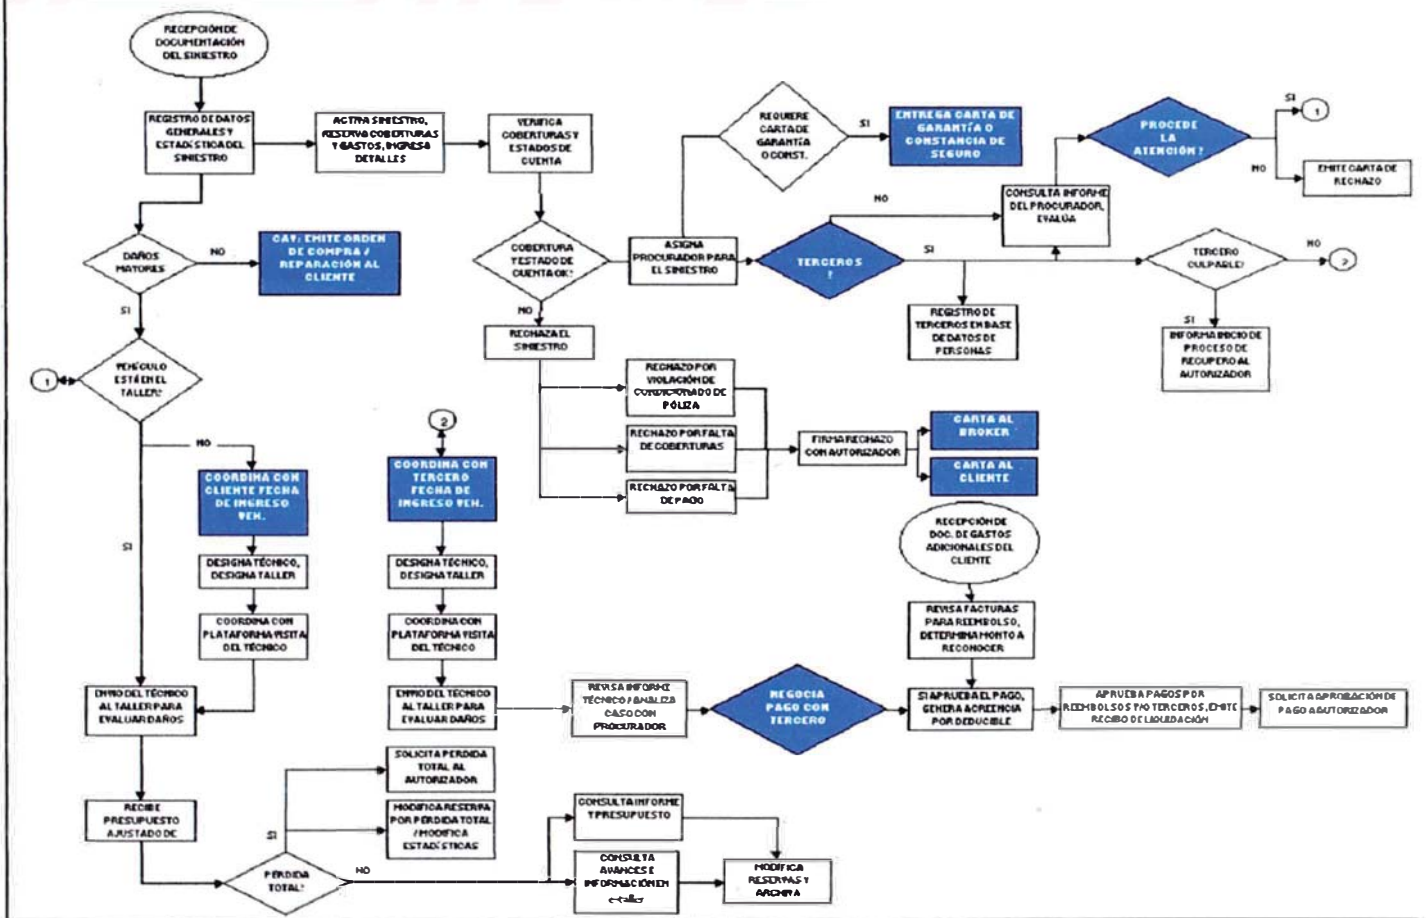 RECEPCIÓN DE
DOCUMENTACIÓN
DEL SINIESTRO
REGISTRO DE DATOS
GENERALES Y
ESTADÍSTICA DEL
SINIESTRO
ACTIVA SINIESTRO,
RESERVA COBERTURAS
Y GASTOS, INGRESA
DETALLES
VERIFICA
COBERTURAS Y
ESTADOS DE
CUENTA
REQUIERE
CARTA DE
GARANTÍA
O CONST.
SI
ENTREGA CARTA DE
GARANTÍA O
CONSTANCIA DE
SEGURO
PROCEDE
LA
ATENCIÓN?
SI
1
NO
EMITE CARTA DE
RECHAZO
CONSULTA INFORME
DEL PROCURADOR,
EVALÚA
NO
DAÑOS
MAYORES
NO
CAT: EMITE ORDEN
DE COMPRA /
REPARACIÓN AL
CLIENTE
COBERTURA
Y ESTADO DE
CUENTA OK?
ASIGNA
PROCURADOR PARA
EL SINIESTRO
TERCEROS
?
SI
TERCERO
CULPABLE?
NO
2
SI
NO
SI
RECHAZA EL
SINIESTRO
REGISTRO DE
TERCEROS EN BASE
DE DATOS DE
PERSONAS
INFORMA INICIO DE
PROCESO DE
RECUPERO AL
AUTORIZADOR
1
VEHÍCULO
ESTÁ EN EL
TALLER?
RECHAZO POR
VIOLACIÓN DE
CONDICIONADO DE
PÓLIZA
RECHAZO POR FALTA
DE COBERTURAS
RECHAZO POR FALTA
DE PAGO
FIRMA RECHAZO
CON AUTORIZADOR
CARTA AL
BROKER
CARTA AL
CLIENTE
NO
2
COORDINA CON
CLIENTE FECHA
DE INGRESO
VEH.
COORDINA CON
TERCERO
FECHA DE
INGRESO VEH.
SI
RECEPCIÓN DE
DOC. DE GASTOS
ADICIONALES DEL
CLIENTE
DESIGNA TÉCNICO,
DESIGNA TALLER
DESIGNA TÉCNICO,
DESIGNA TALLER
COORDINA CON
PLATAFORMA VISITA
DEL TÉCNICO
COORDINA CON
PLATAFORMA VISITA
DEL TÉCNICO
REVISA FACTURAS
PARA REEMBOLSO,
DETERMINA MONTO A
RECONOCER
ENVIO DEL TÉCNICO
AL TALLER PARA
EVALUAR DAÑOS
ENVIO DEL TÉCNICO
AL TALLER PARA
EVALUAR DAÑOS
REVISA INFORME
TÉCNICO / ANALIZA
CASO CON
PROCURADOR
NEGOCIA
PAGO CON
TERCERO
SI APRUEBA EL PAGO,
GENERA ACREENCIA
POR DEDUCIBLE
APRUEBA PAGOS POR
REEMBOLSOS Y/O TERCEROS, EMITE
RECIBO DE LIQUIDACIÓN
SOLICITA APROBACIÓN DE
PAGO A AUTORIZADOR
SOLICITA PERDIDA
TOTAL AL
AUTORIZADOR
RECIBE
PRESUPUESTO
AJUSTADO DE
SI
MODIFICA RESERVA
POR PÉRDIDA TOTAL
/ MODIFICA
ESTADÍSTICAS
CONSULTA INFORME
Y PRESUPUESTO
PÉRDIDA
TOTAL?
NO
CONSULTA
AVANCES E
INFORMACIÓN EN
e-taller
MODIFICA
RESERVAS Y
ARCHIVA